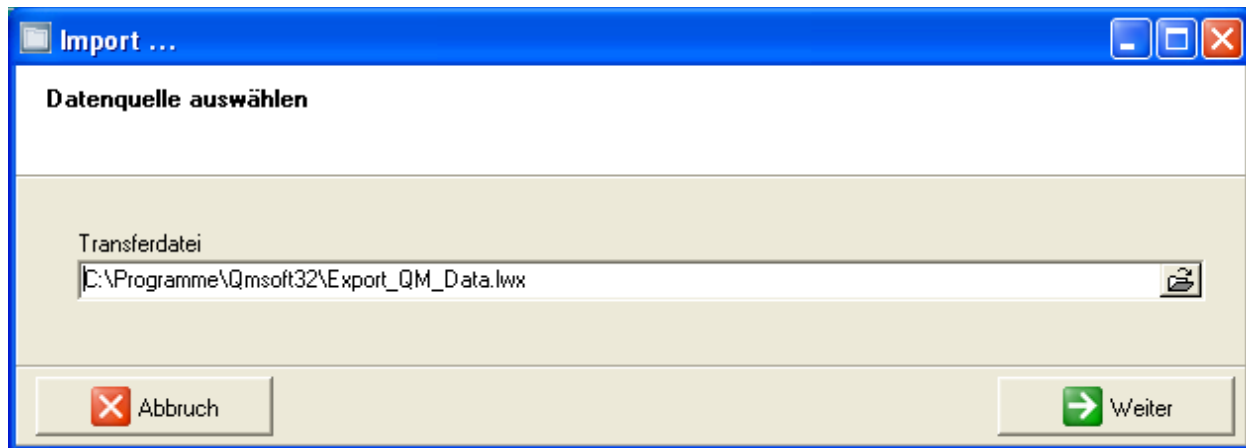 Import ...
Datenquelle auswählen
Transferdatei
C:\Programme\Qmsoft32\Export_QM_Data.lwx
Abbruch
Weiter